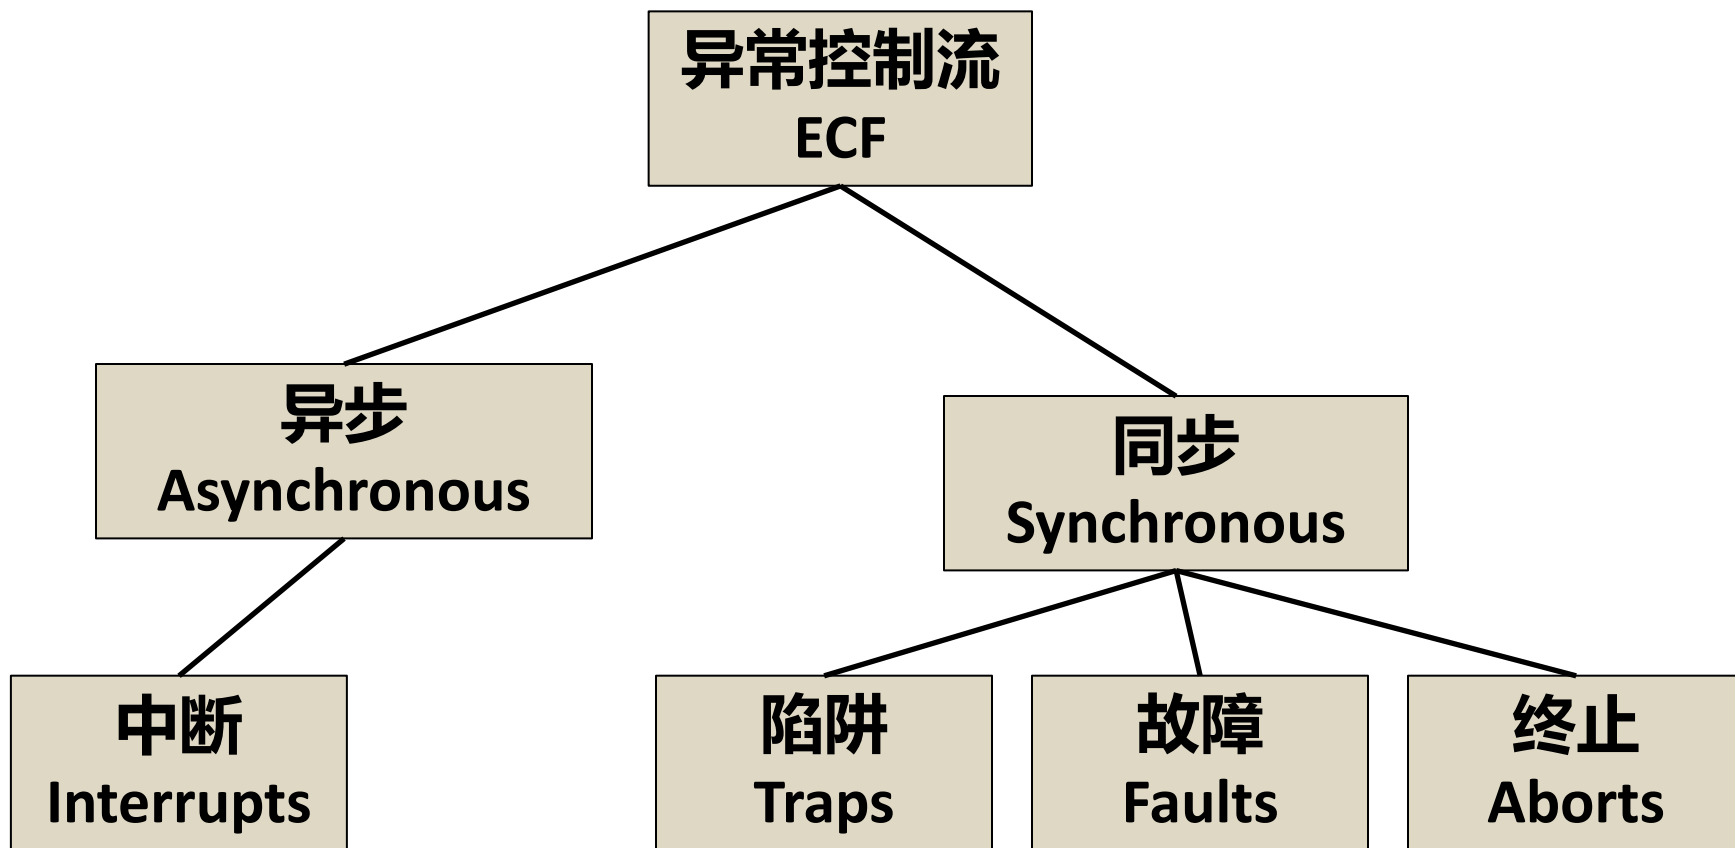 异常控制流
ECF
异步
Asynchronous
同步
Synchronous
中断
Interrupts
陷阱
Traps
故障
Faults
终止
Aborts